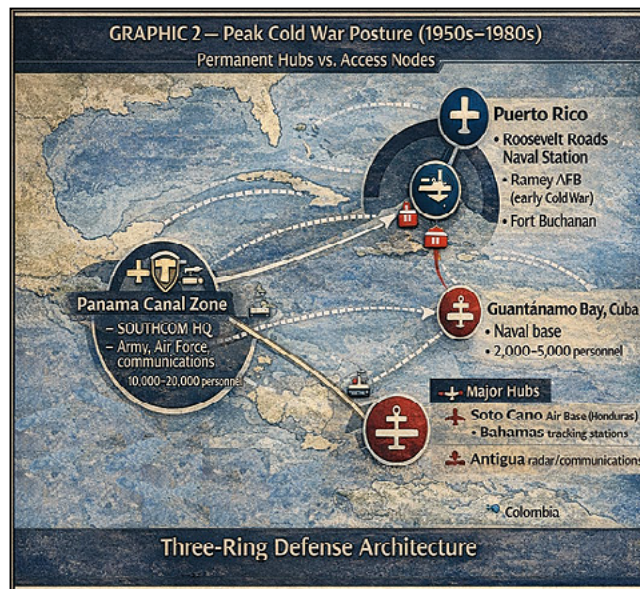 GRAPHIC 2 — Peak Cold War Posture (1950s–1980s)
Permanent Hubs vs. Access Nodes
Puerto Rico
• Roosevelt Roads
Naval Station
• Ramey AFB
(early Cold War)
• Fort Buchanan
Panama Canal Zone
– SOUTHCOM HQ
– Army, Air Force,
communications
10,000–20,000 personnel
Guantánamo Bay, Cuba
• Naval base
• 2,000–5,000 personnel
Major Hubs
Soto Cano Air Base (Honduras)
• Bahamas tracking stations
Antigua radar/communications
Colombia
Three-Ring Defense Architecture